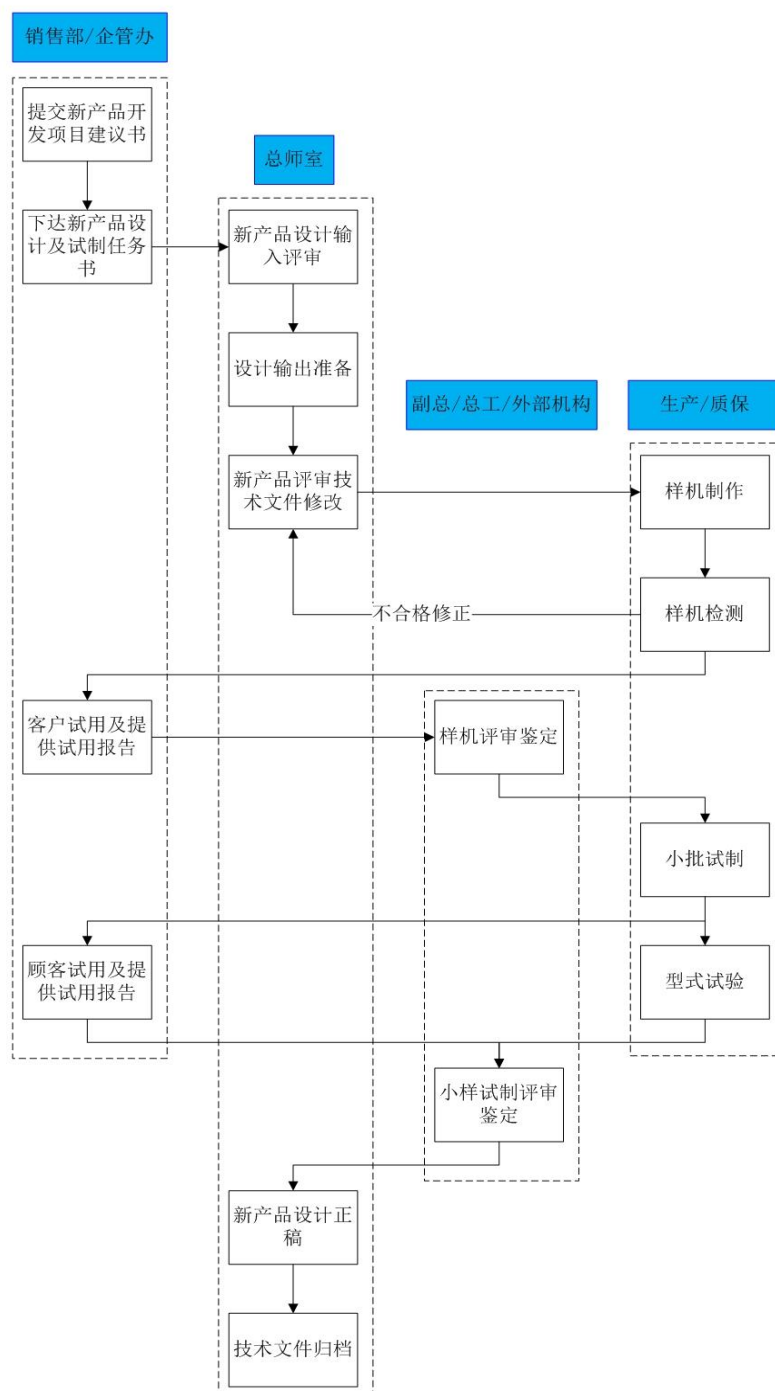 销售部/企管办
提交新产品开
发项目建议书
总师室
下达新产品设
计及试制任务
书
新产品设计输
入评审
设计输出准备
副总/总工/外部机构
生产/质保
新产品评审技
术文件修改
样机制作
不合格修正
样机检测
客户试用及提
供试用报告
样机评审鉴定
小批试制
顾客试用及提
供试用报告
型式试验
小样试制评审
鉴定
新产品设计正
稿
技术文件归档